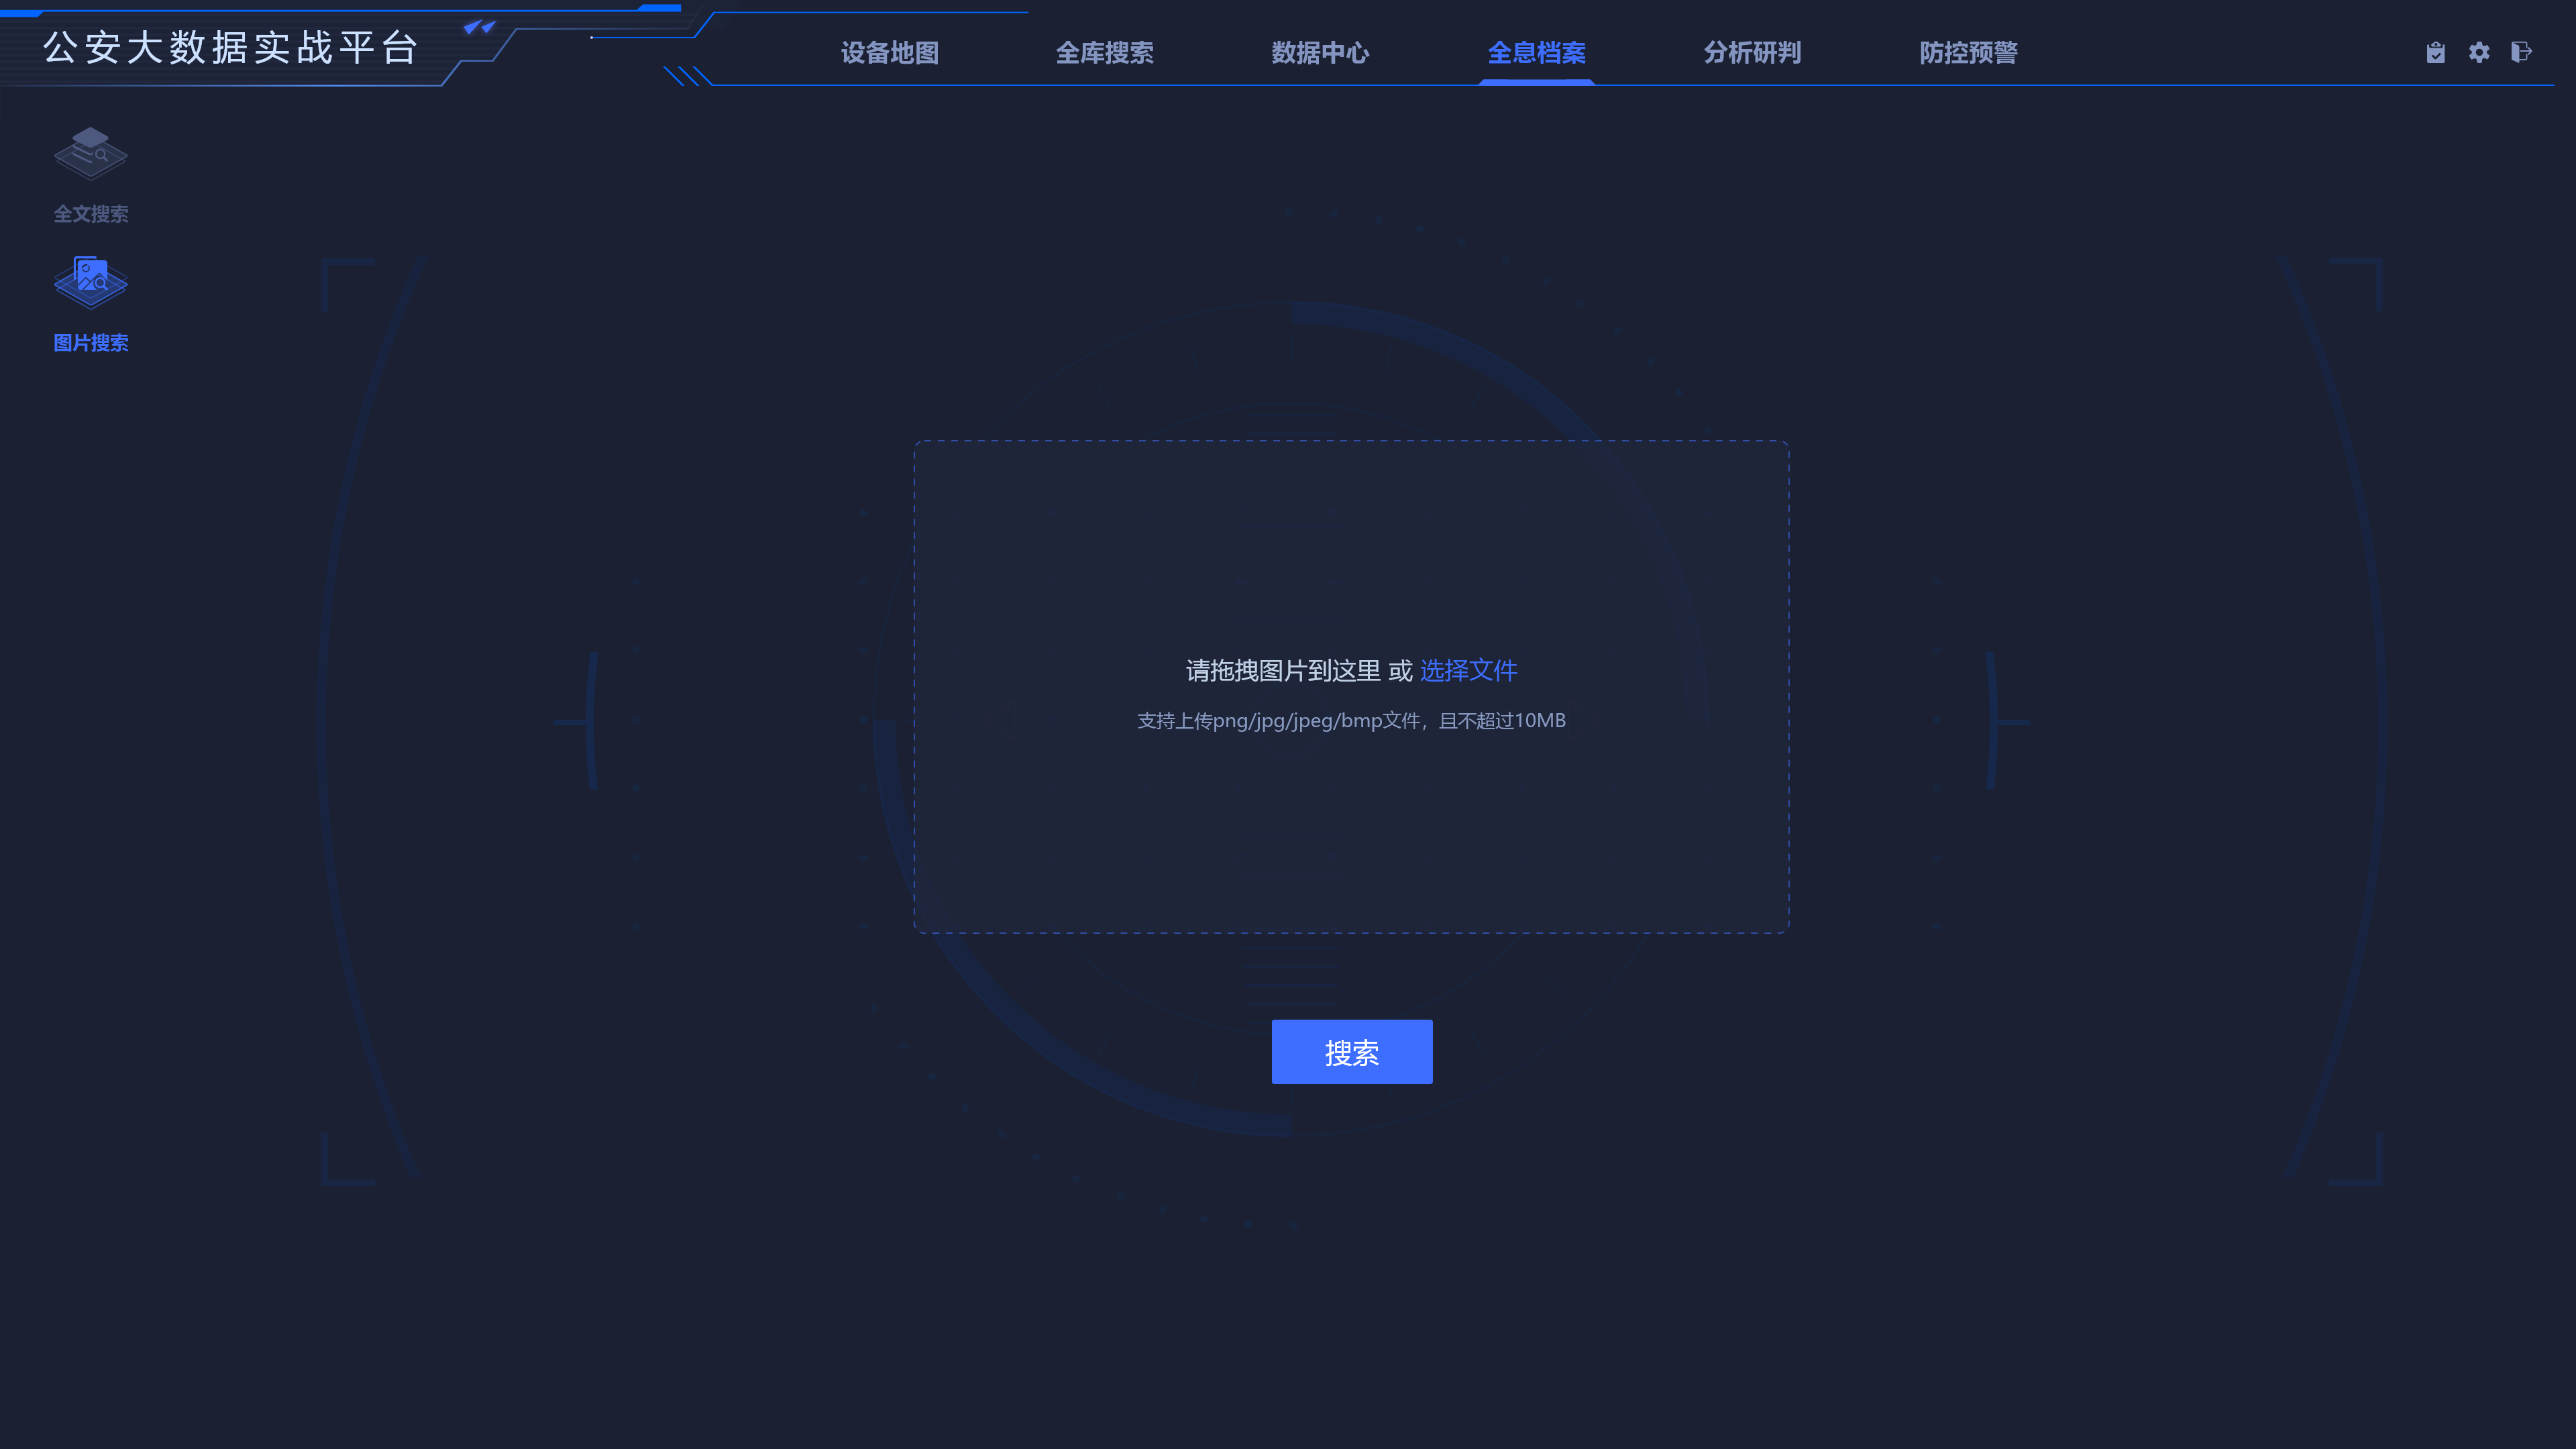 公安大数据实战平台
设备地图 全库搜索 数据中心 全息档案 分析研判 防控预警
全文搜索
图片搜索
请拖拽图片到这里 或 选择文件
支持上传png/jpg/jpeg/bmp文件，且不超过10MB
搜索